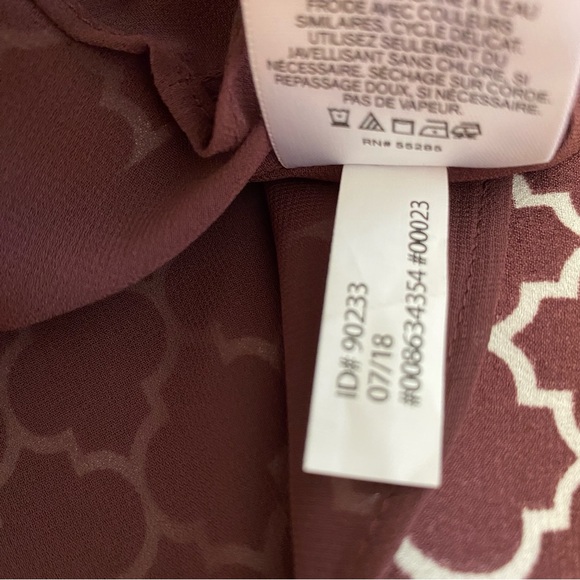 À L'EAU
FROIDE AVEC COULEURS
SIMILAIRES. CYCLE DÉLICAT.
UTILISEZ SEULEMENT DU
JAVELLISANT SANS CHLORE, SI
NÉCESSAIRE. SÉCHAGE SUR CORDE.
REPASSAGE DOUX, SI NÉCESSAIRE.
PAS DE VAPEUR.
RN# 55285
ID# 90233
07/18
#008634354 #00023